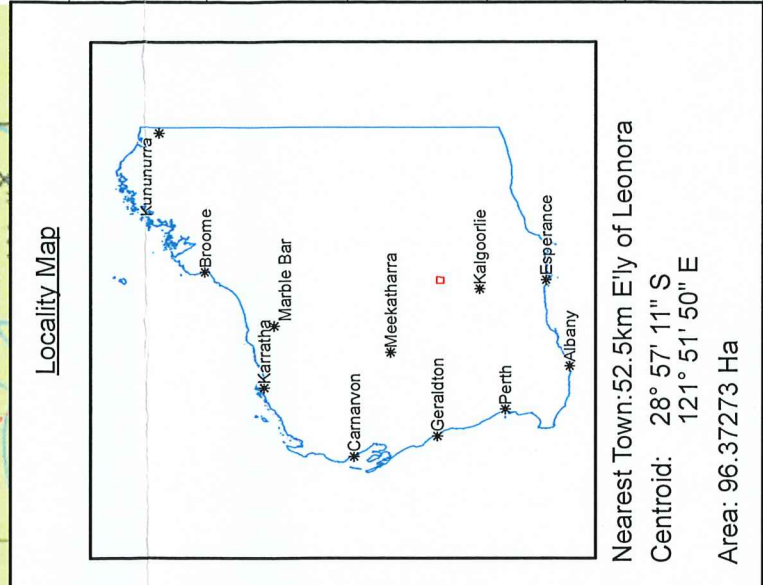 Locality Map
Kununurra
Broome
Karratha
Marble Bar
Meekatharra
Carnarvon
Geraldton
Kalgoorlie
Perth
Esperance
Albany
Nearest Town:52.5km E'ly of Leonora
Centroid: 28° 57' 11" S
121° 51' 50" E
Area: 96.37273 Ha